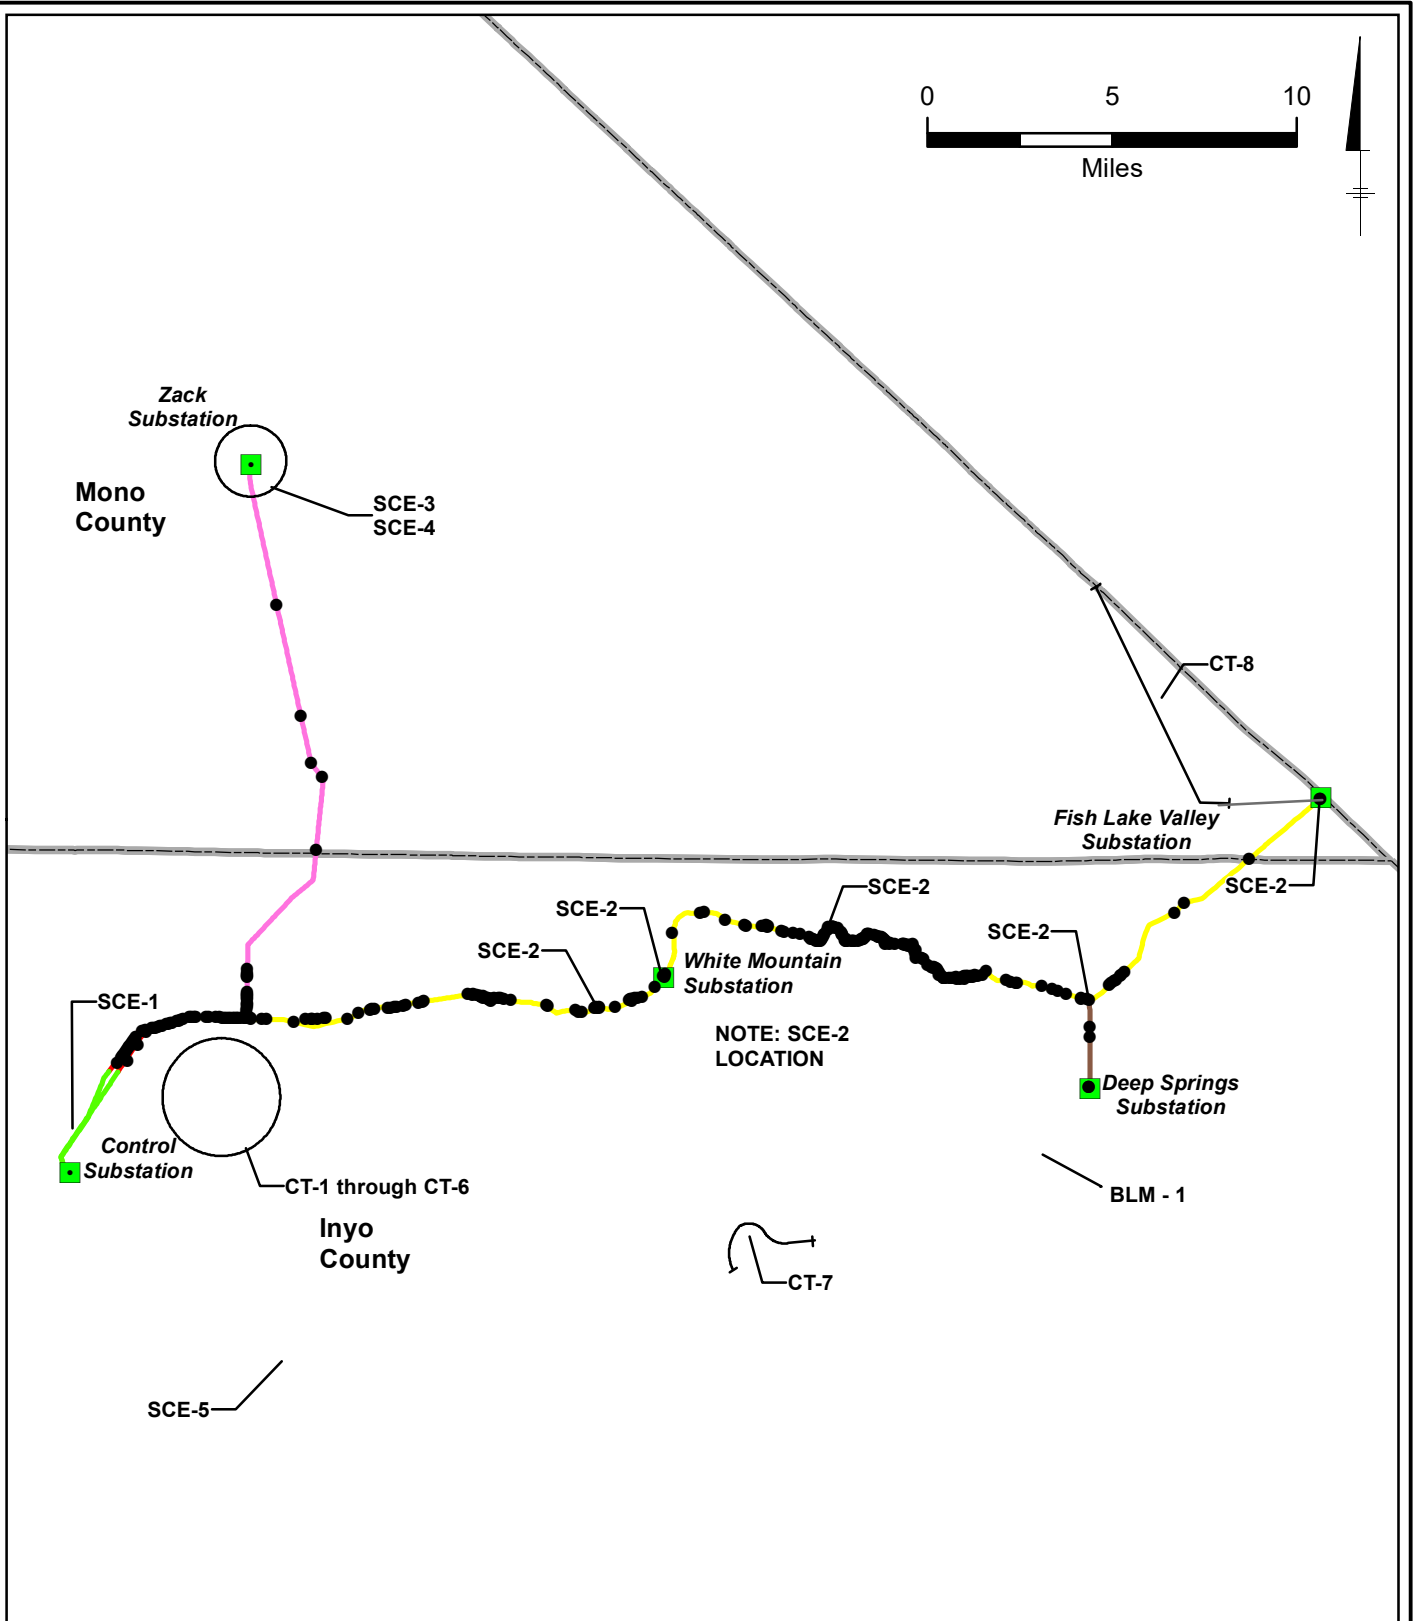 0 5 10
Miles
Zack
Substation
Mono
County
SCE-3
SCE-4
CT-8
Fish Lake Valley
Substation
SCE-2
SCE-2
SCE-2
SCE-2
SCE-2
White Mountain
Substation
SCE-1
NOTE: SCE-2
LOCATION
Deep Springs
Substation
Control
Substation
CT-1 through CT-6
BLM - 1
Inyo
County
CT-7
SCE-5